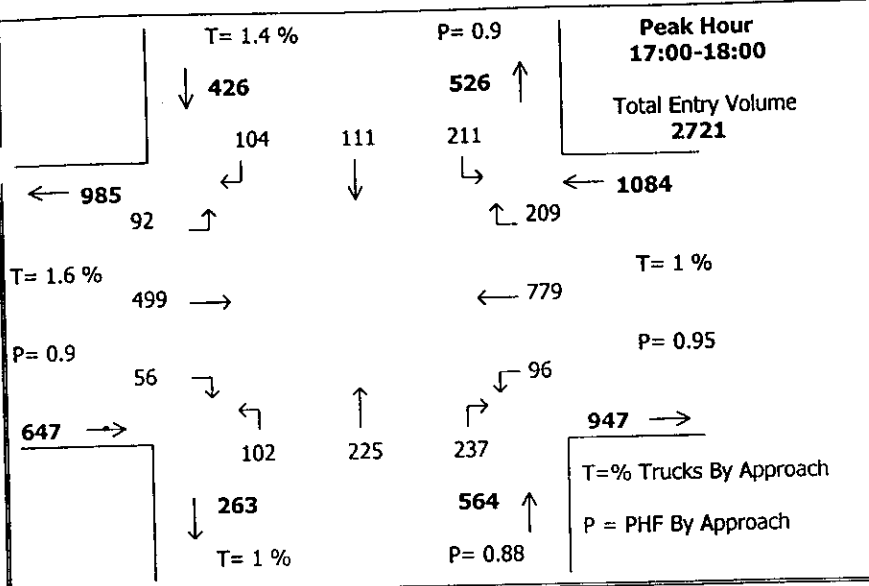 T= 1.4 %
P= 0.9
Peak Hour
17:00-18:00
426
526
Total Entry Volume
2721
104
111
211
985
1084
92
209
T= 1.6 %
T= 1 %
499
779
P= 0.9
P= 0.95
56
96
647
947
102
225
237
T=% Trucks By Approach
263
564
P = PHF By Approach
T= 1 %
P= 0.88